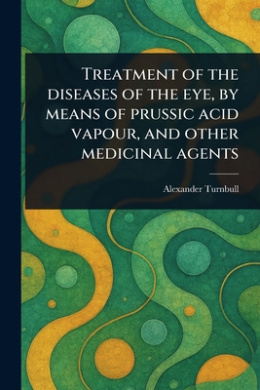 Treatment of the
diseases of the eye, by
means of prussic acid
vapour, and other
medicinal agents
Alexander Turnbull